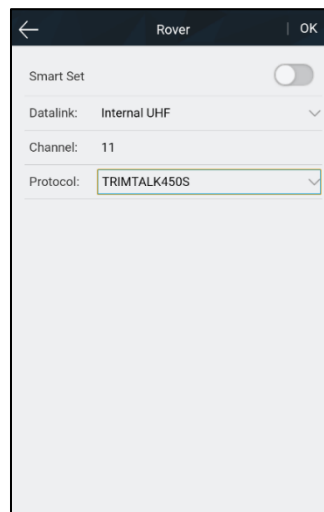 Rover | OK
Smart Set
Datalink: Internal UHF
Channel: 11
Protocol: TRIMTALK450S